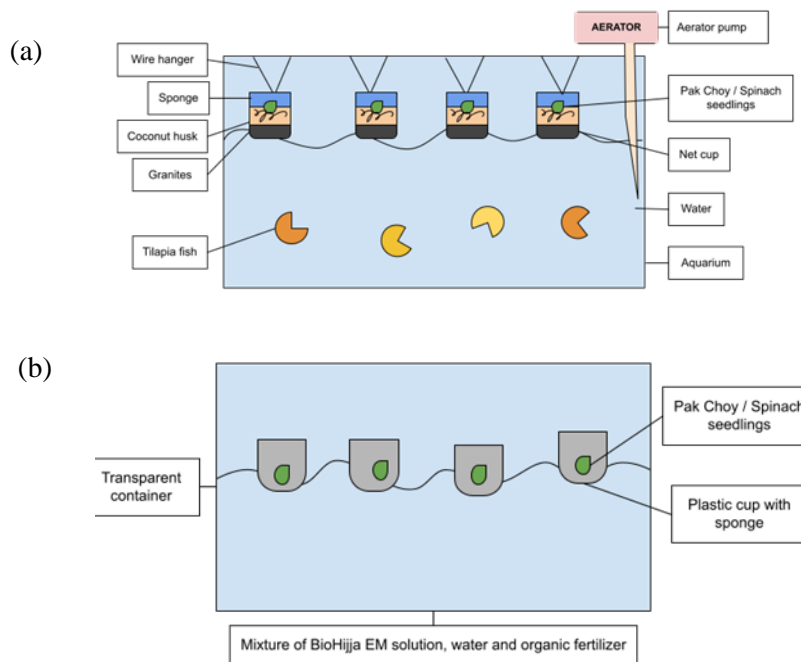 (a)
AERATOR
Aerator pump
Wire hanger
Sponge
Pak Choy / Spinach
seedlings
Coconut husk
Net cup
Granites
Water
Tilapia fish
Aquarium
(b)
Pak Choy / Spinach
seedlings
Transparent
container
Plastic cup with
sponge
Mixture of BioHijja EM solution, water and organic fertilizer